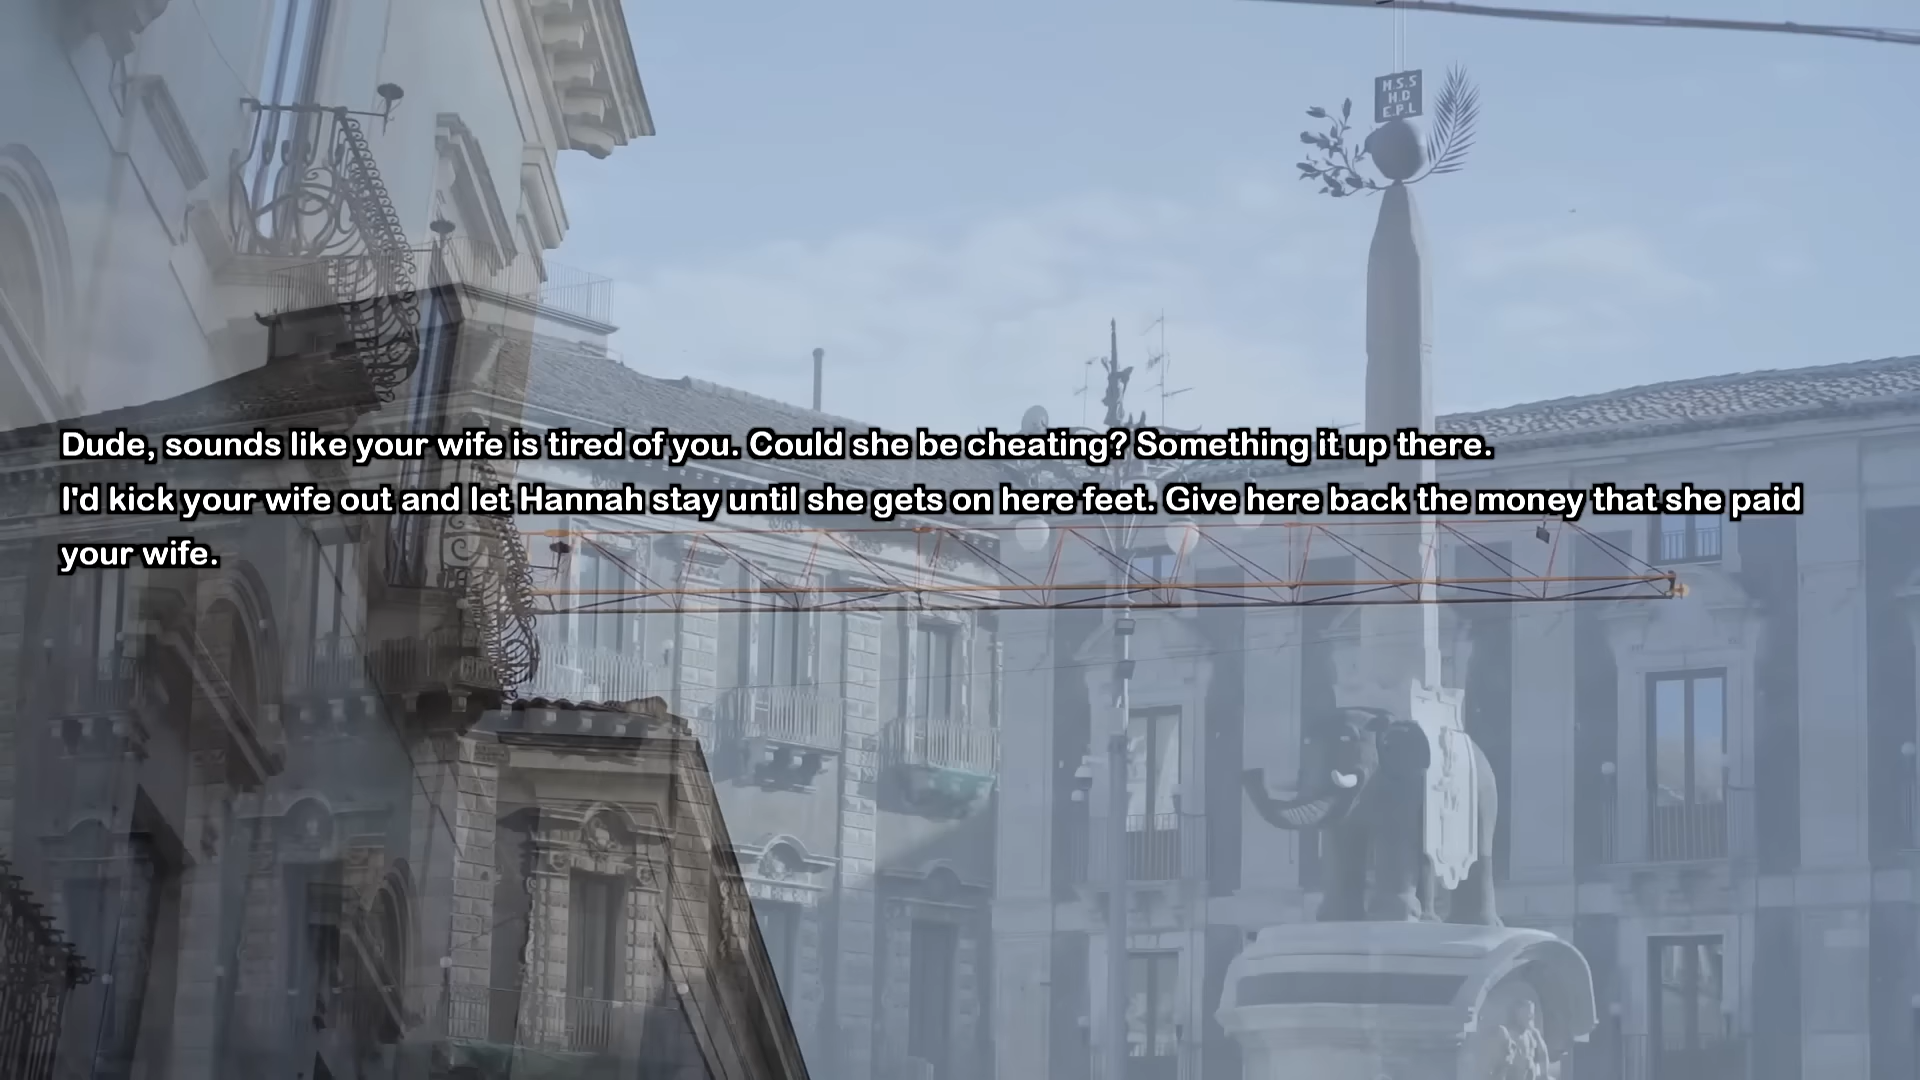 H.S.S
H.D
E.P.L
Dude, sounds like your wife is tired of you. Could she be cheating? Something it up there.
I'd kick your wife out and let Hannah stay until she gets on here feet. Give here back the money that she paid
your wife.